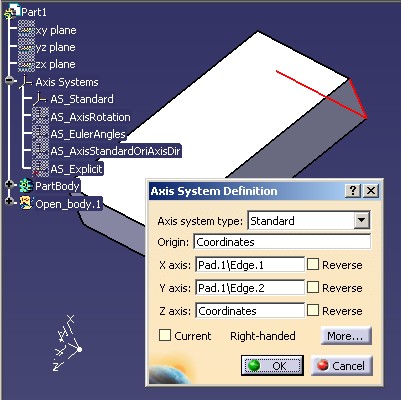 Part1
xy plane
yz plane
zx plane
Axis Systems
AS_Standard
AS_AxisRotation
AS_EulerAngles
AS_AxisStandardOriAxisDir
AS_Explicit
PartBody
Open_body.1
Axis System Definition
Axis system type: Standard
Origin: Coordinates
X axis: Pad.1\Edge.1 Reverse
Y axis: Pad.1\Edge.2 Reverse
Z axis: Coordinates Reverse
Current Right-handed More...
OK Cancel
x
y
z